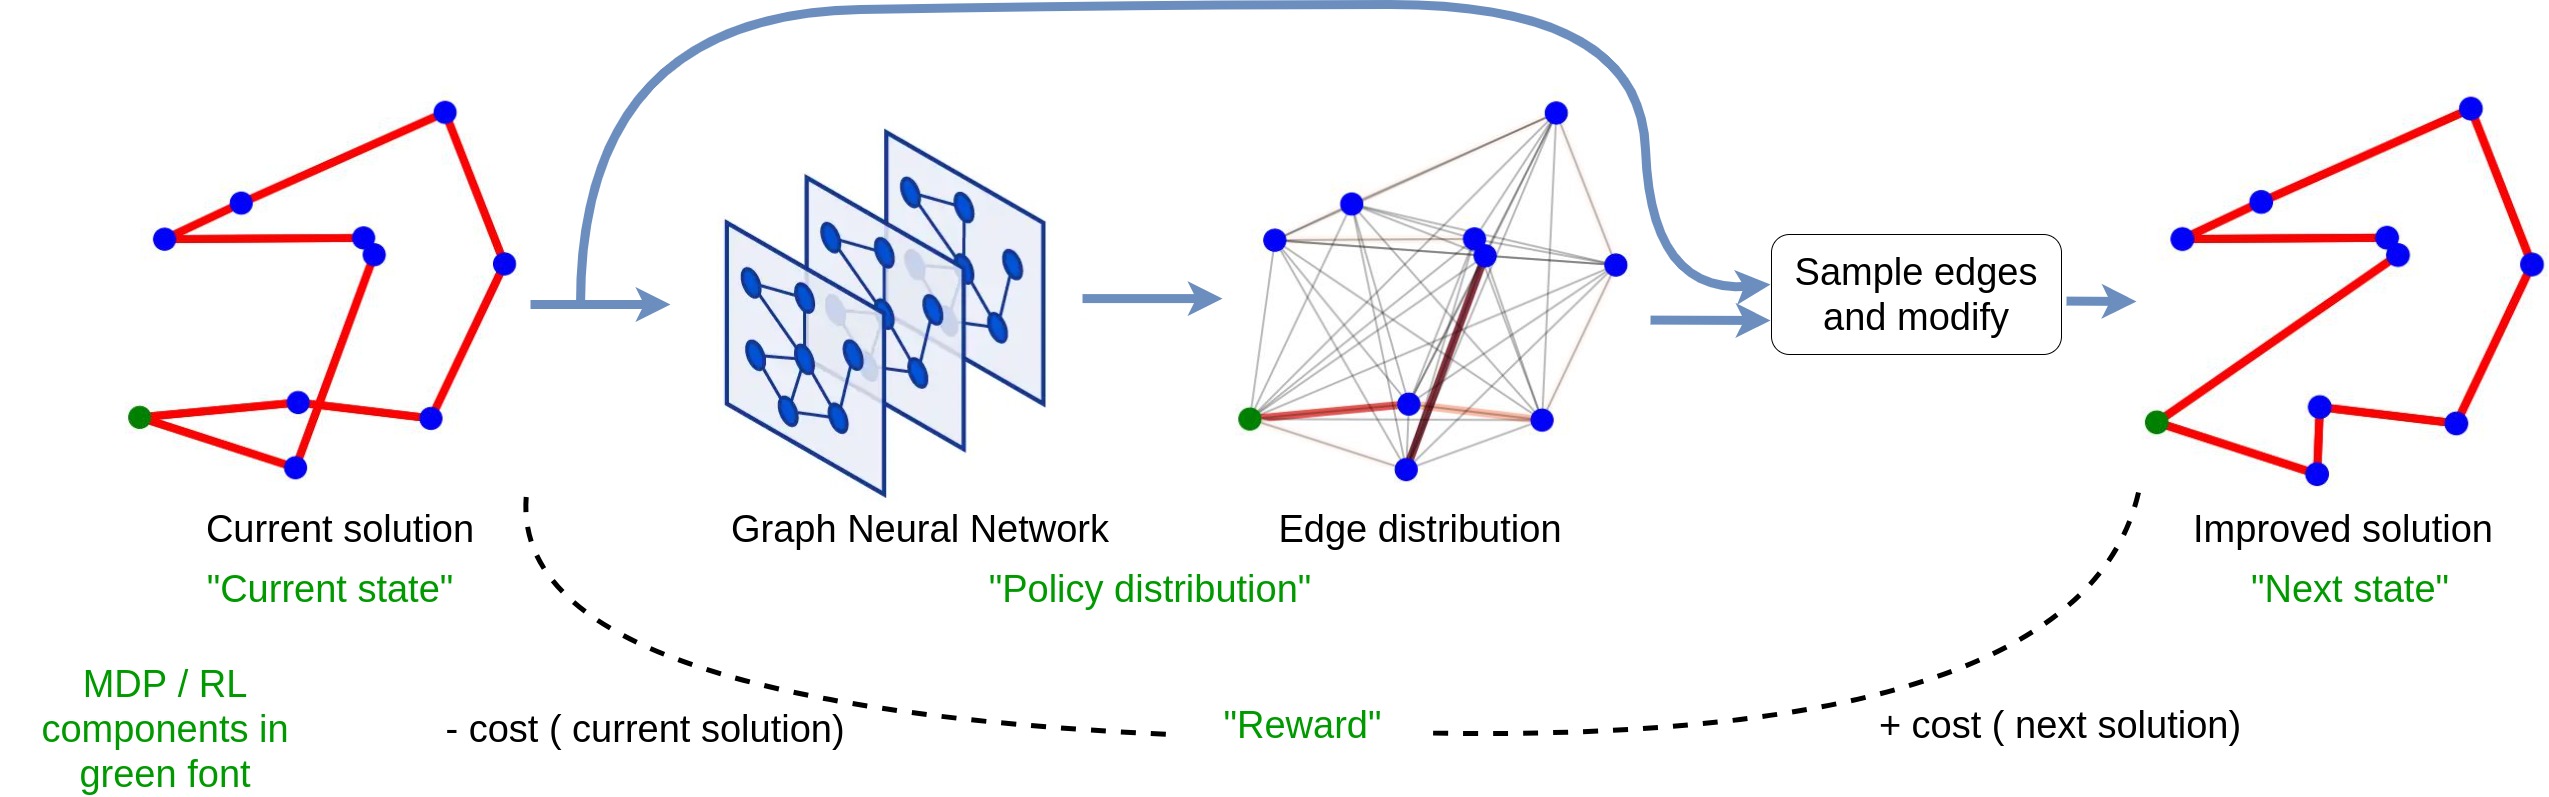 Sample edges
and modify
Current solution
Graph Neural Network
Edge distribution
Improved solution
"Current state"
"Policy distribution"
"Next state"
MDP / RL
components in
green font
- cost ( current solution)
"Reward"
+ cost ( next solution)